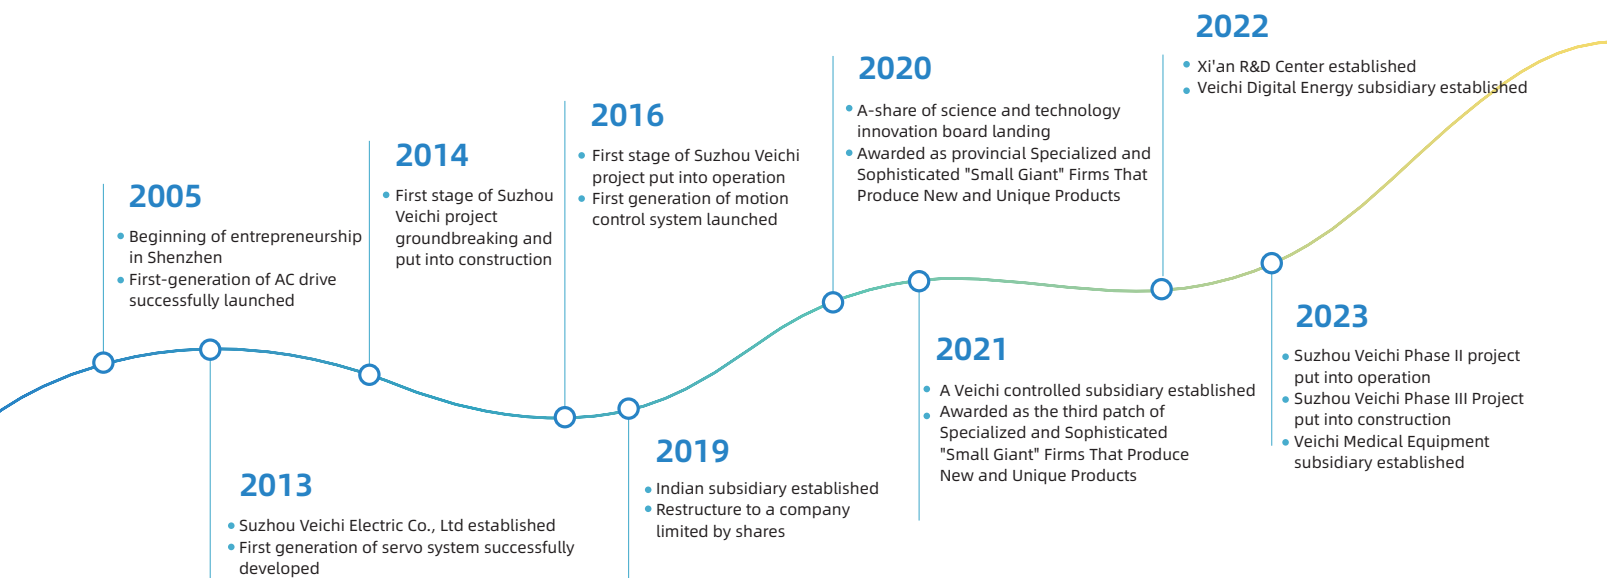 2005
Beginning of entrepreneurship
in Shenzhen
First-generation of AC drive
successfully launched
2013
Suzhou Veichi Electric Co., Ltd established
First generation of servo system successfully
developed
2014
First stage of Suzhou
Veichi project
groundbreaking and
put into construction
2016
First stage of Suzhou Veichi
project put into operation
First generation of motion
control system launched
2019
Indian subsidiary established
Restructure to a company
limited by shares
2020
A-share of science and technology
innovation board landing
Awarded as provincial Specialized and
Sophisticated "Small Giant" Firms That
Produce New and Unique Products
2021
A Veichi controlled subsidiary established
Awarded as the third patch of
Specialized and Sophisticated
"Small Giant" Firms That Produce
New and Unique Products
2022
Xi'an R&D Center established
Veichi Digital Energy subsidiary established
2023
Suzhou Veichi Phase II project
put into operation
Suzhou Veichi Phase III Project
put into construction
Veichi Medical Equipment
subsidiary established